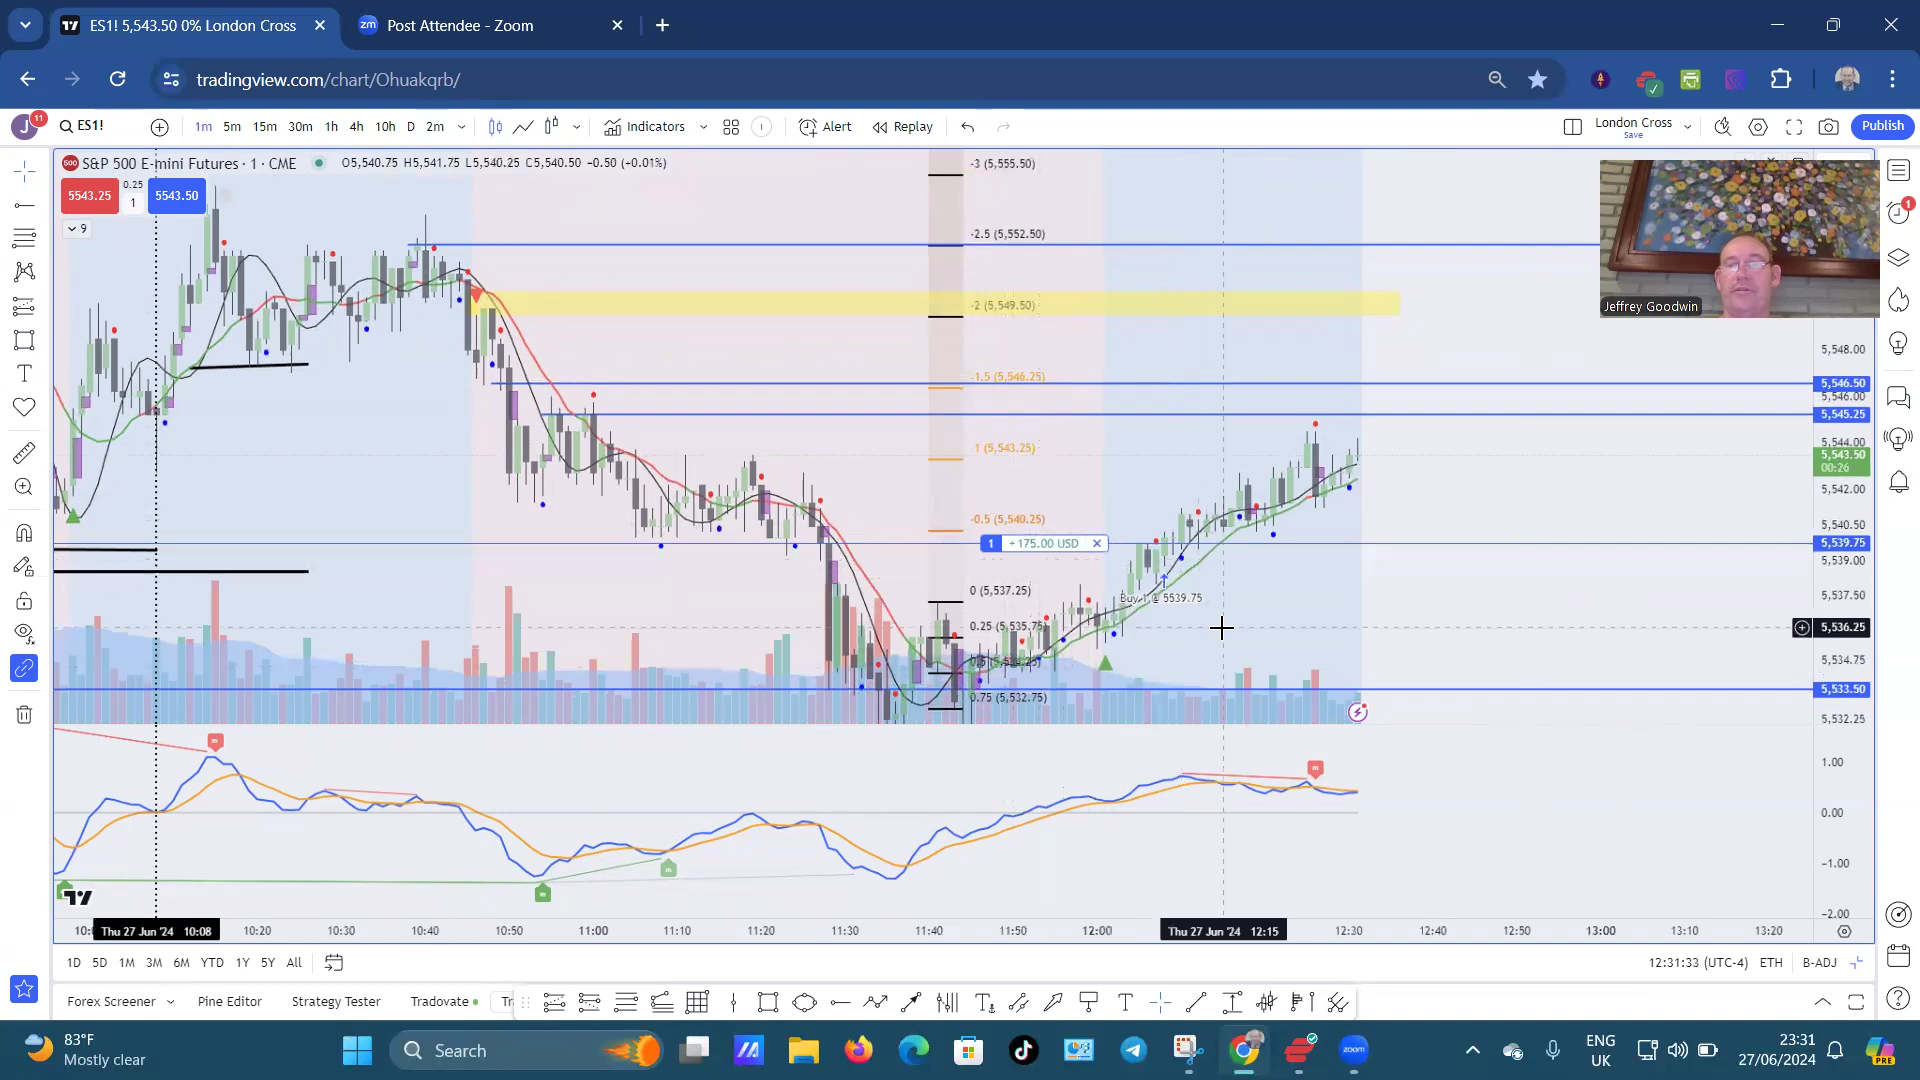 ES1! 5,543.50 0% London Cross
zm Post Attendee - Zoom
tradingview.com/chart/Ohuakqrb/
J 11 ES1! 1m 5m 15m 30m 1h 4h 10h D 2m Indicators Alert Replay London Cross Save Publish
500 S&P 500 E-mini Futures · 1 · CME O5,540.75 H5,541.75 L5,540.25 C5,540.50 −0.50 (+0.01%)
5543.25 0.25 1 5543.50
9
-3 (5,555.50)
-2.5 (5,552.50)
-2 (5,549.50)
-1.5 (5,546.25)
1 (5,543.25)
-0.5 (5,540.25)
1 +175.00 USD
0 (5,537.25)
Buy 1 @ 5539.75
0.25 (5,535.75)
0.75 (5,532.75)
Jeffrey Goodwin
1
5,548.00
5,546.50
5,546.00
5,545.25
5,544.00
5,543.50
00:26
5,542.00
5,540.50
5,539.75
5,539.00
5,537.50
5,536.25
5,534.75
5,533.50
5,532.25
1.00
0.00
−1.00
−2.00
Thu 27 Jun '24 10:08 10:20 10:30 10:40 10:50 11:00 11:10 11:20 11:30 11:40 11:50 12:00 Thu 27 Jun '24 12:15 12:30 12:40 12:50 13:00 13:10 13:20
1D 5D 1M 3M 6M YTD 1Y 5Y All 12:31:33 (UTC-4) ETH B-ADJ
Forex Screener Pine Editor Strategy Tester Tradovate
83°F
Mostly clear
Search
zoom
ENG
UK
23:31
27/06/2024
PRE